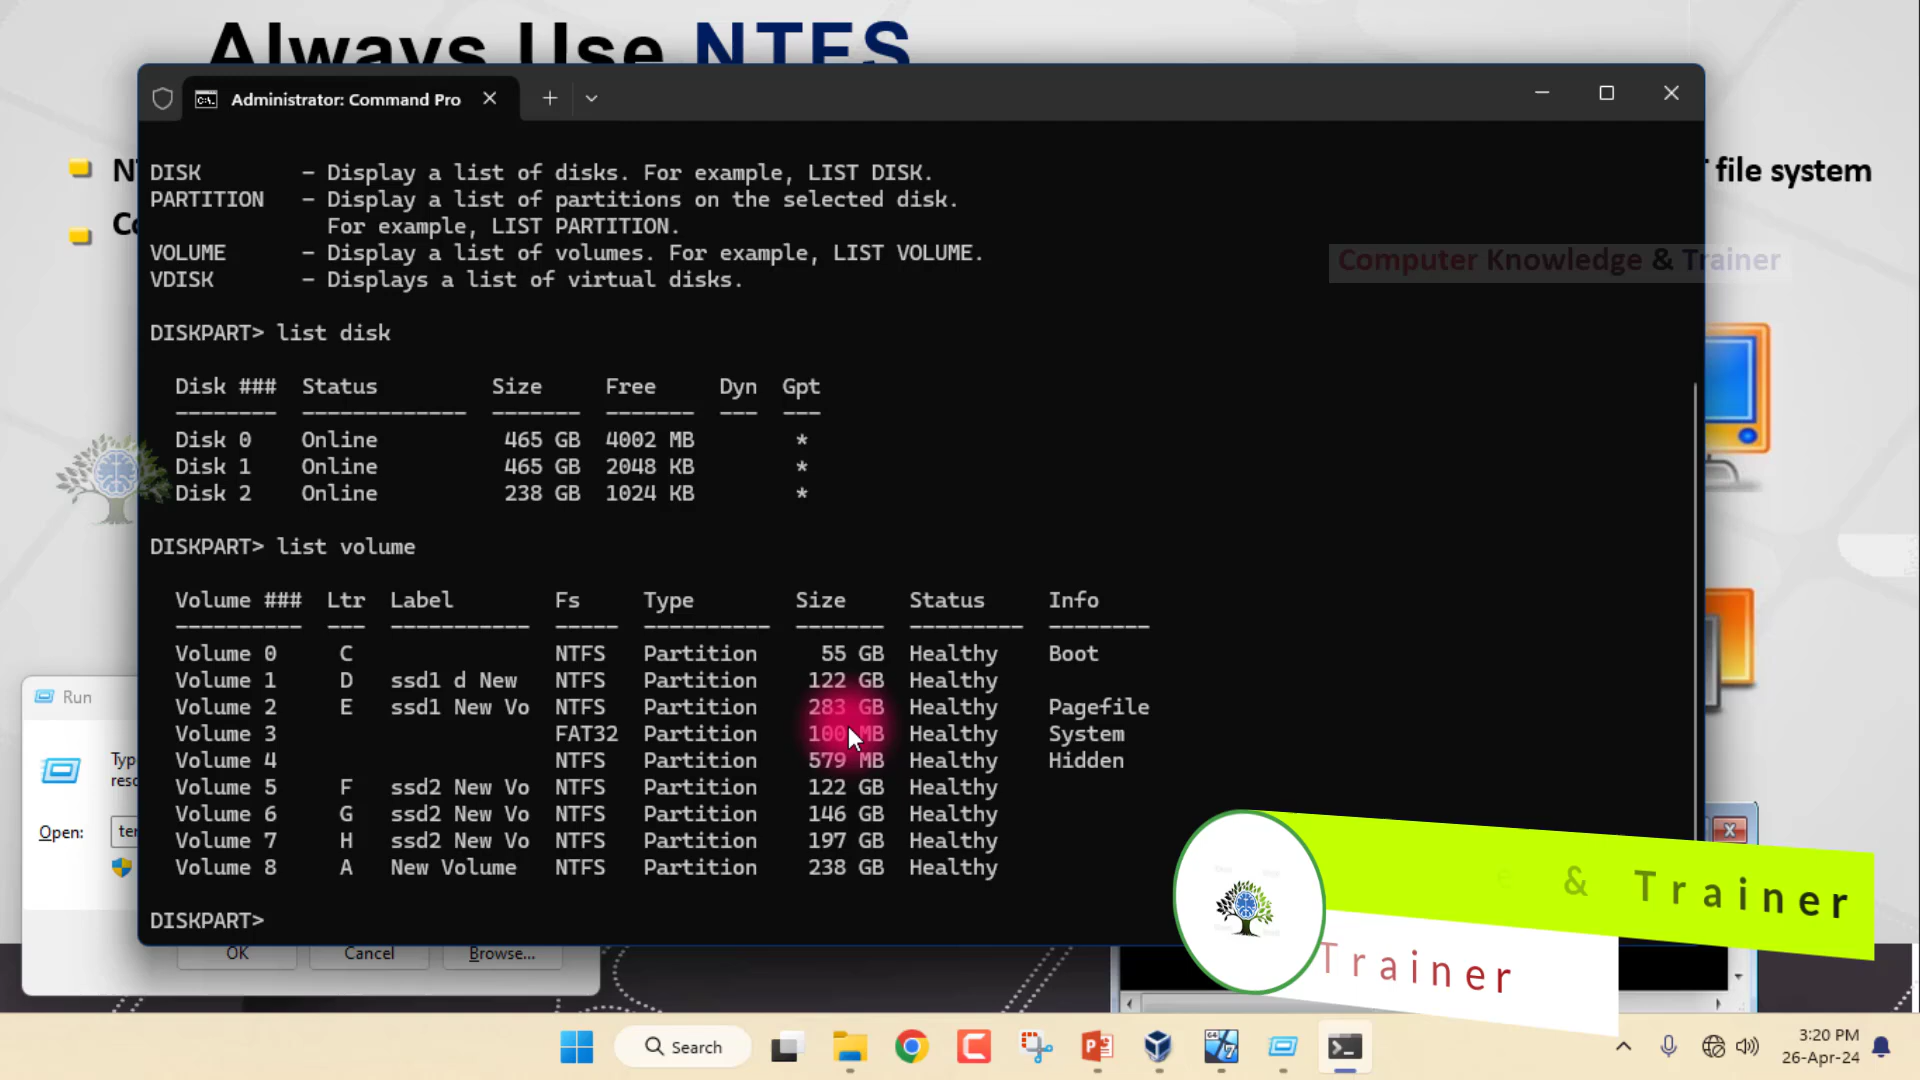 Always Use NTFS
Administrator: Command Pro
DISK - Display a list of disks. For example, LIST DISK.
PARTITION - Display a list of partitions on the selected disk.
For example, LIST PARTITION.
VOLUME - Display a list of volumes. For example, LIST VOLUME.
VDISK - Displays a list of virtual disks.
file system
Computer Knowledge & Trainer
DISKPART> list disk
Disk ### Status Size Free Dyn Gpt
-------- ------------- ------- ------- --- ---
Disk 0 Online 465 GB 4002 MB *
Disk 1 Online 465 GB 2048 KB *
Disk 2 Online 238 GB 1024 KB *
DISKPART> list volume
Volume ### Ltr Label Fs Type Size Status Info
---------- --- ----------- ----- ---------- ------- --------- --------
Volume 0 C NTFS Partition 55 GB Healthy Boot
Volume 1 D ssd1 d New NTFS Partition 122 GB Healthy
Volume 2 E ssd1 New Vo NTFS Partition 283 GB Healthy Pagefile
Volume 3 FAT32 Partition 100 MB Healthy System
Volume 4 NTFS Partition 579 MB Healthy Hidden
Volume 5 F ssd2 New Vo NTFS Partition 122 GB Healthy
Volume 6 G ssd2 New Vo NTFS Partition 146 GB Healthy
Volume 7 H ssd2 New Vo NTFS Partition 197 GB Healthy
Volume 8 A New Volume NTFS Partition 238 GB Healthy
DISKPART>
Run
Open:
OK Cancel Browse...
e & Trainer
Trainer
Search
3:20 PM
26-Apr-24